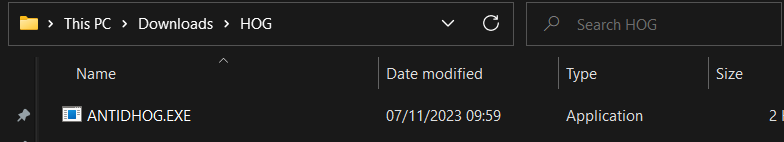 This PC > Downloads > HOG
Search HOG
Name Date modified Type Size
ANTIDHOG.EXE 07/11/2023 09:59 Application 2